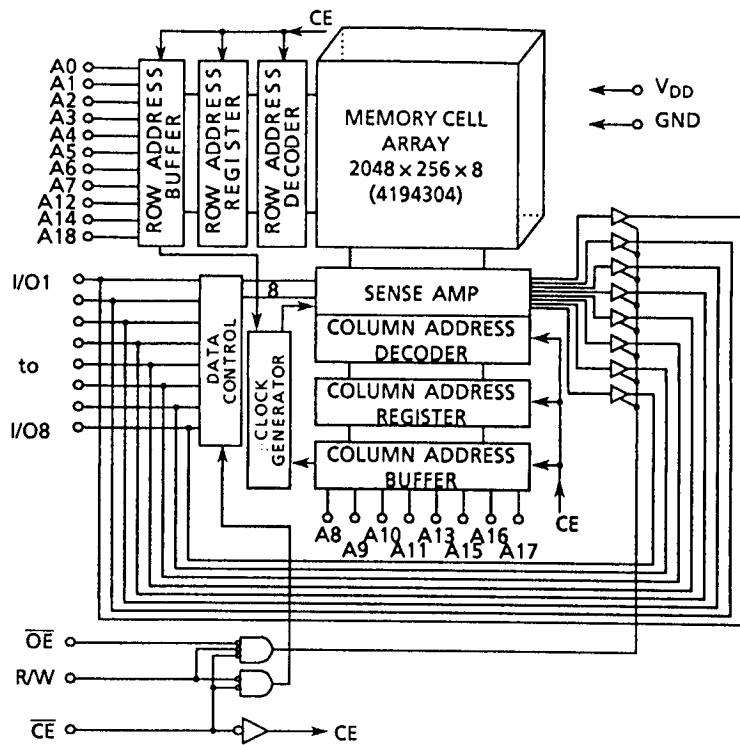 CE
A0
A1
A2
A3
A4
A5
A6
A7
A12
A14
A18
ROW ADDRESS
BUFFER
ROW ADDRESS
REGISTER
ROW ADDRESS
DECODER
MEMORY CELL
ARRAY
2048 × 256 × 8
(4194304)
VDD
GND
I/O1
to
I/O8
DATA
CONTROL
8
CLOCK
GENERATOR
SENSE AMP
COLUMN ADDRESS
DECODER
COLUMN ADDRESS
REGISTER
COLUMN ADDRESS
BUFFER
CE
A8
A10
A13
A16
A9
A11
A15
A17
O̅E̅
R/W
C̅E̅
CE